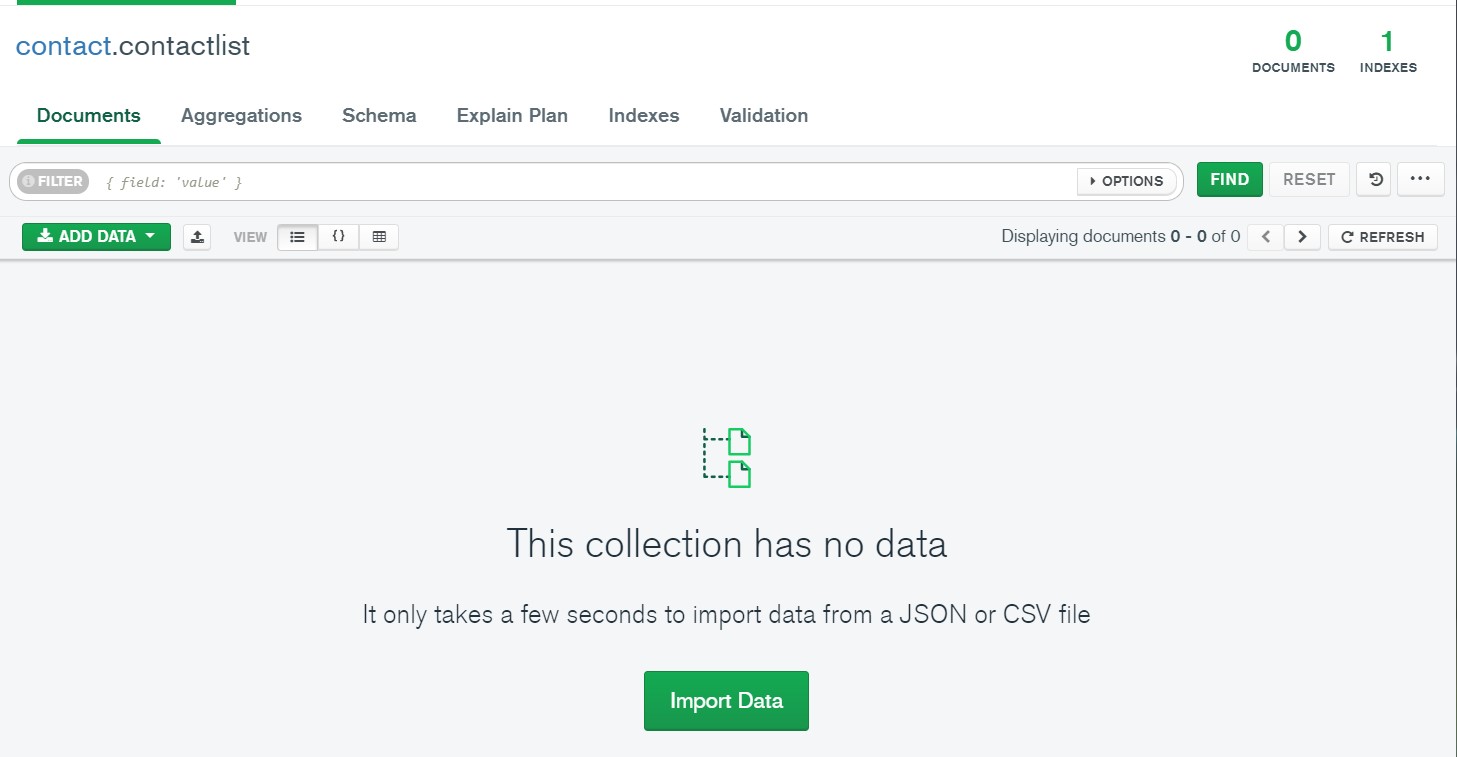 contact.contactlist
0 1
DOCUMENTS INDEXES
Documents Aggregations Schema Explain Plan Indexes Validation
FILTER { field: 'value' } OPTIONS FIND RESET ...
ADD DATA VIEW {} Displaying documents 0 - 0 of 0 < > REFRESH
This collection has no data
It only takes a few seconds to import data from a JSON or CSV file
Import Data